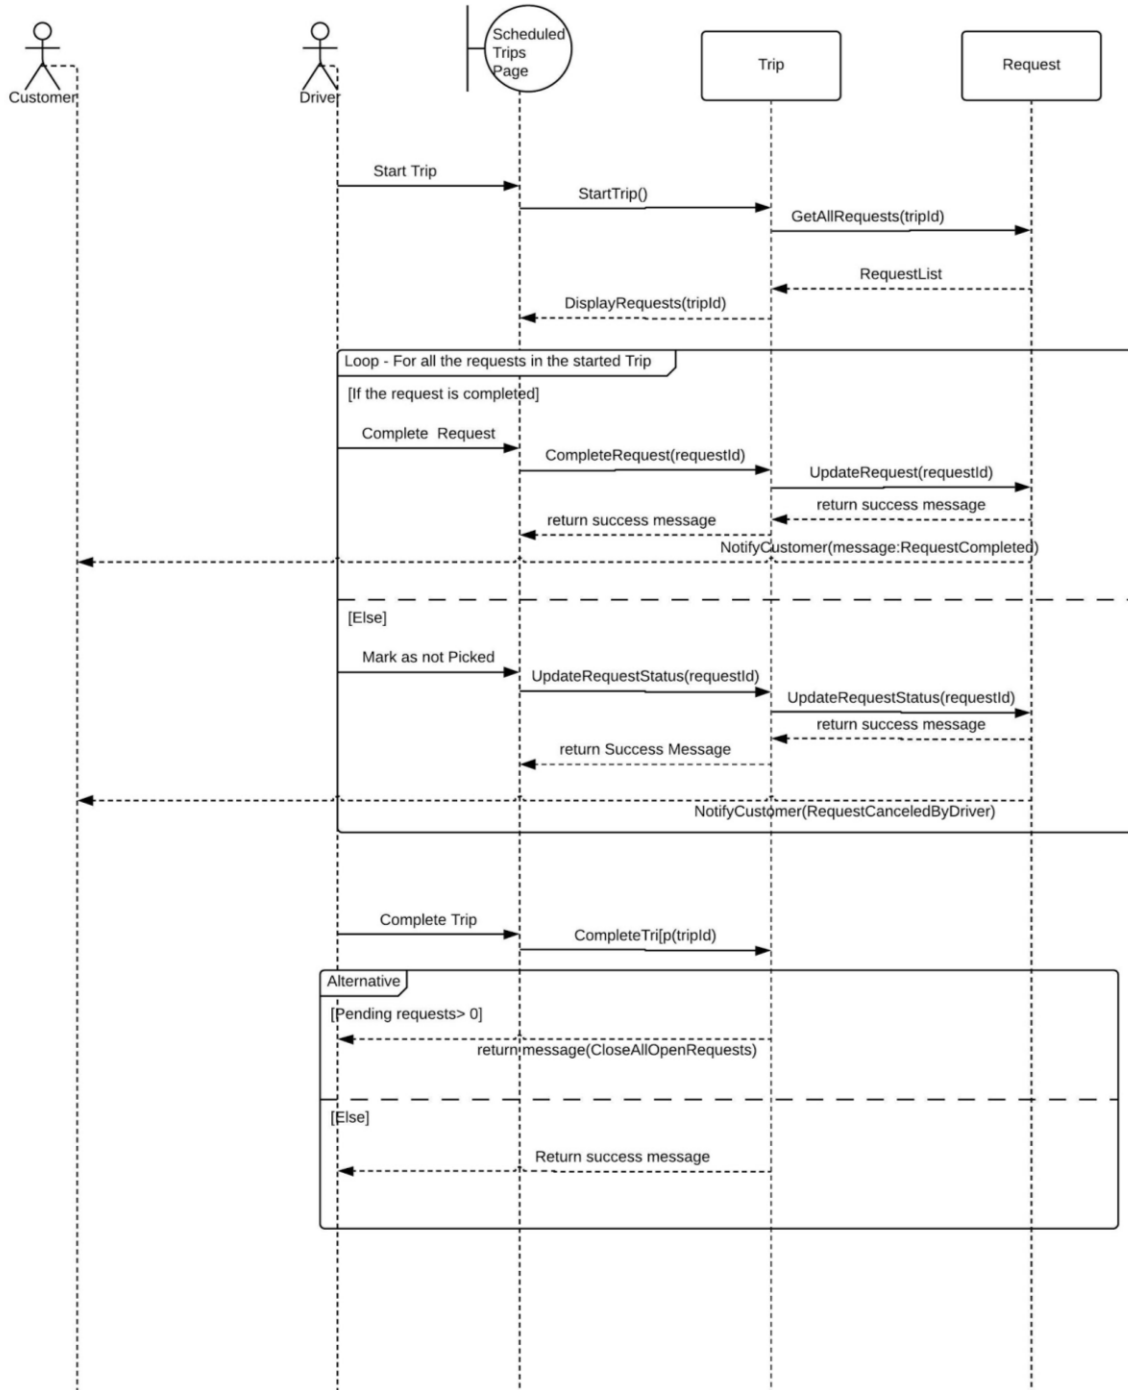 Customer
Driver
Scheduled
Trips
Page
Trip
Request
Start Trip
StartTrip()
GetAllRequests(tripId)
RequestList
DisplayRequests(tripId)
Loop - For all the requests in the started Trip
[If the request is completed]
Complete  Request
CompleteRequest(requestId)
UpdateRequest(requestId)
return success message
return success message
NotifyCustomer(message:RequestCompleted)
[Else]
Mark as not Picked
UpdateRequestStatus(requestId)
UpdateRequestStatus(requestId)
return success message
return Success Message
NotifyCustomer(RequestCanceledByDriver)
Complete Trip
CompleteTri[p(tripId)
Alternative
[Pending requests> 0]
return message(CloseAllOpenRequests)
[Else]
Return success message